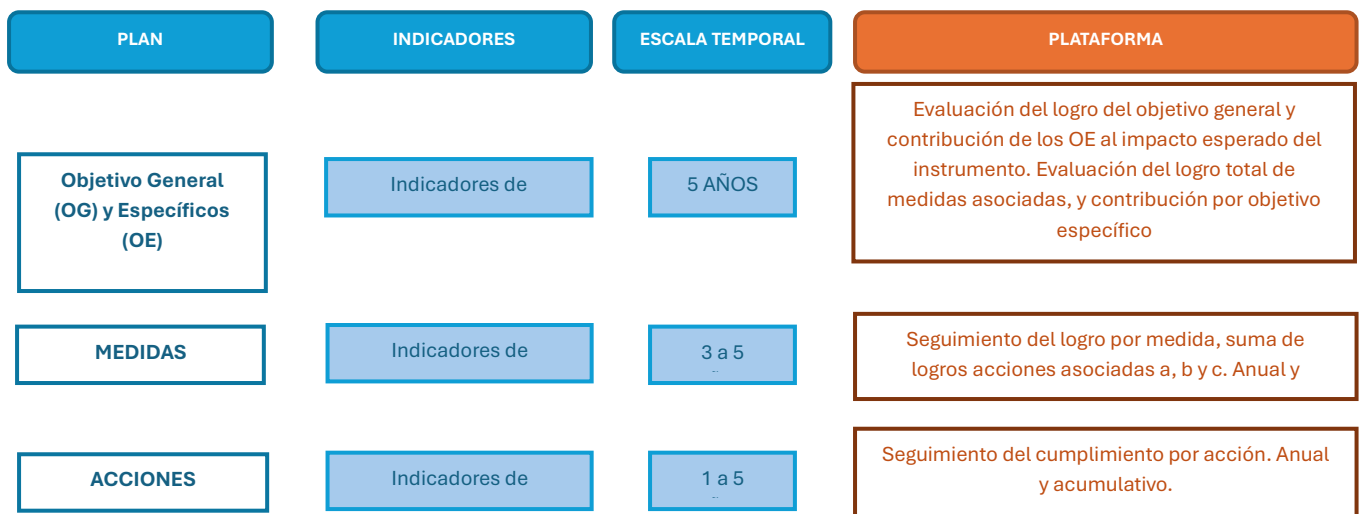 PLAN
INDICADORES
ESCALA TEMPORAL
PLATAFORMA
Objetivo General
(OG) y Específicos
(OE)
Indicadores de
5 AÑOS
Evaluación del logro del objetivo general y
contribución de los OE al impacto esperado del
instrumento. Evaluación del logro total de
medidas asociadas, y contribución por objetivo
específico
MEDIDAS
Indicadores de
3 a 5
Seguimiento del logro por medida, suma de
logros acciones asociadas a, b y c. Anual y
ACCIONES
Indicadores de
1 a 5
Seguimiento del cumplimiento por acción. Anual
y acumulativo.